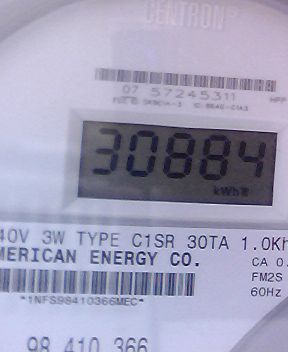 CENTRON®
07 57245311
30884
kWh
40V 3W TYPE C1SR 30TA 1.0Kh
MERICAN ENERGY CO.
CA 0.
FM2S
60Hz
*1NFS98410366MEC*
98 410 366